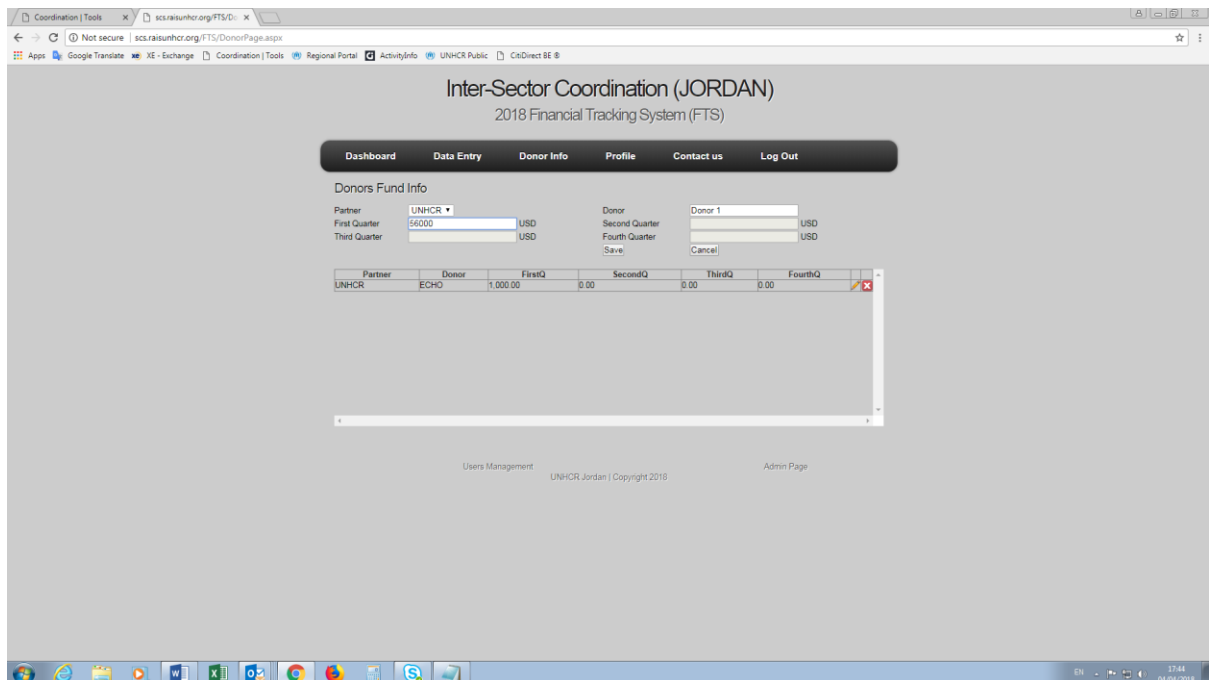 Coordination | Tools
scs.raisunhcr.org/FTS/Do
Not secure | scs.raisunhcr.org/FTS/DonorPage.aspx
Apps Google Translate XE - Exchange Coordination | Tools Regional Portal ActivityInfo UNHCR Public CitiDirect BE ®
Inter-Sector Coordination (JORDAN)
2018 Financial Tracking System (FTS)
Dashboard Data Entry Donor Info Profile Contact us Log Out
Donors Fund Info
Partner UNHCR Donor Donor 1
First Quarter 56000 USD Second Quarter USD
Third Quarter USD Fourth Quarter USD
Save Cancel
Partner Donor FirstQ SecondQ ThirdQ FourthQ
UNHCR ECHO 1,000.00 0.00 0.00 0.00
Users Management Admin Page
UNHCR Jordan | Copyright 2018
EN 17:44
04/04/2018